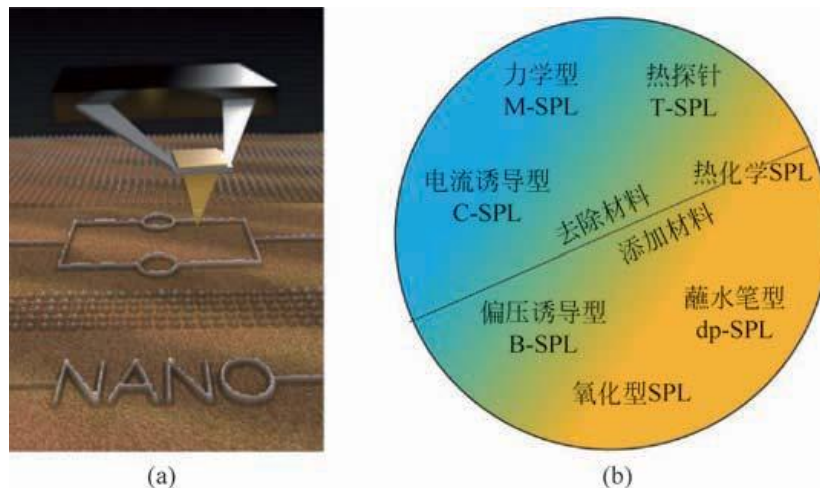 NANO
(a)
力学型
M-SPL
热探针
T-SPL
电流诱导型
C-SPL
热化学SPL
去除材料
添加材料
偏压诱导型
B-SPL
蘸水笔型
dp-SPL
氧化型SPL
(b)